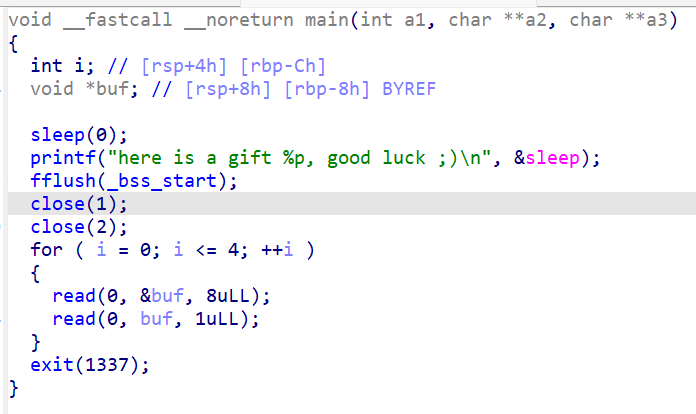 void __fastcall __noreturn main(int a1, char **a2, char **a3)
{
  int i; // [rsp+4h] [rbp-Ch]
  void *buf; // [rsp+8h] [rbp-8h] BYREF

  sleep(0);
  printf("here is a gift %p, good luck ;)\n", &sleep);
  fflush(_bss_start);
  close(1);
  close(2);
  for ( i = 0; i <= 4; ++i )
  {
    read(0, &buf, 8uLL);
    read(0, buf, 1uLL);
  }
  exit(1337);
}